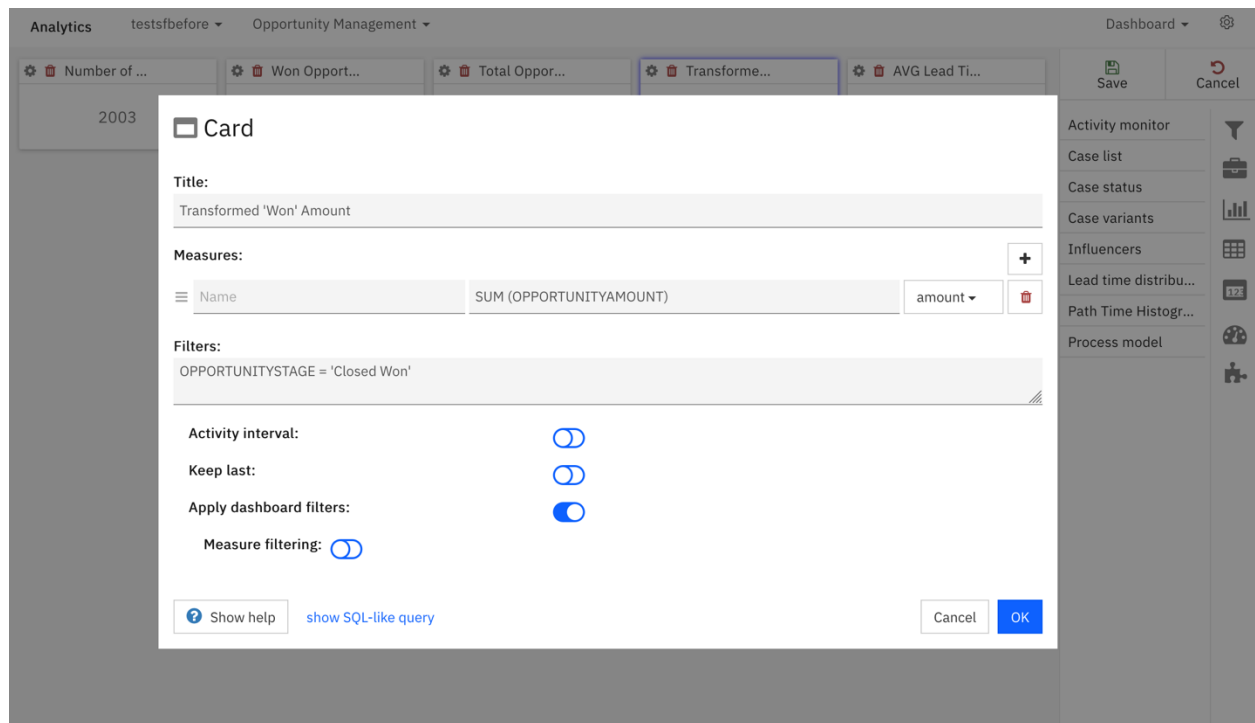 Analytics testsfbefore Opportunity Management Dashboard
Number of ... Won Opport... Total Oppor... Transforme... AVG Lead Ti...
Save Cancel
2003
Card
Title:
Transformed 'Won' Amount
Measures:
Name SUM (OPPORTUNITYAMOUNT) amount
Filters:
OPPORTUNITYSTAGE = 'Closed Won'
Activity interval:
Keep last:
Apply dashboard filters:
Measure filtering:
Show help show SQL-like query Cancel OK
Activity monitor
Case list
Case status
Case variants
Influencers
Lead time distribu...
Path Time Histogr...
Process model
123